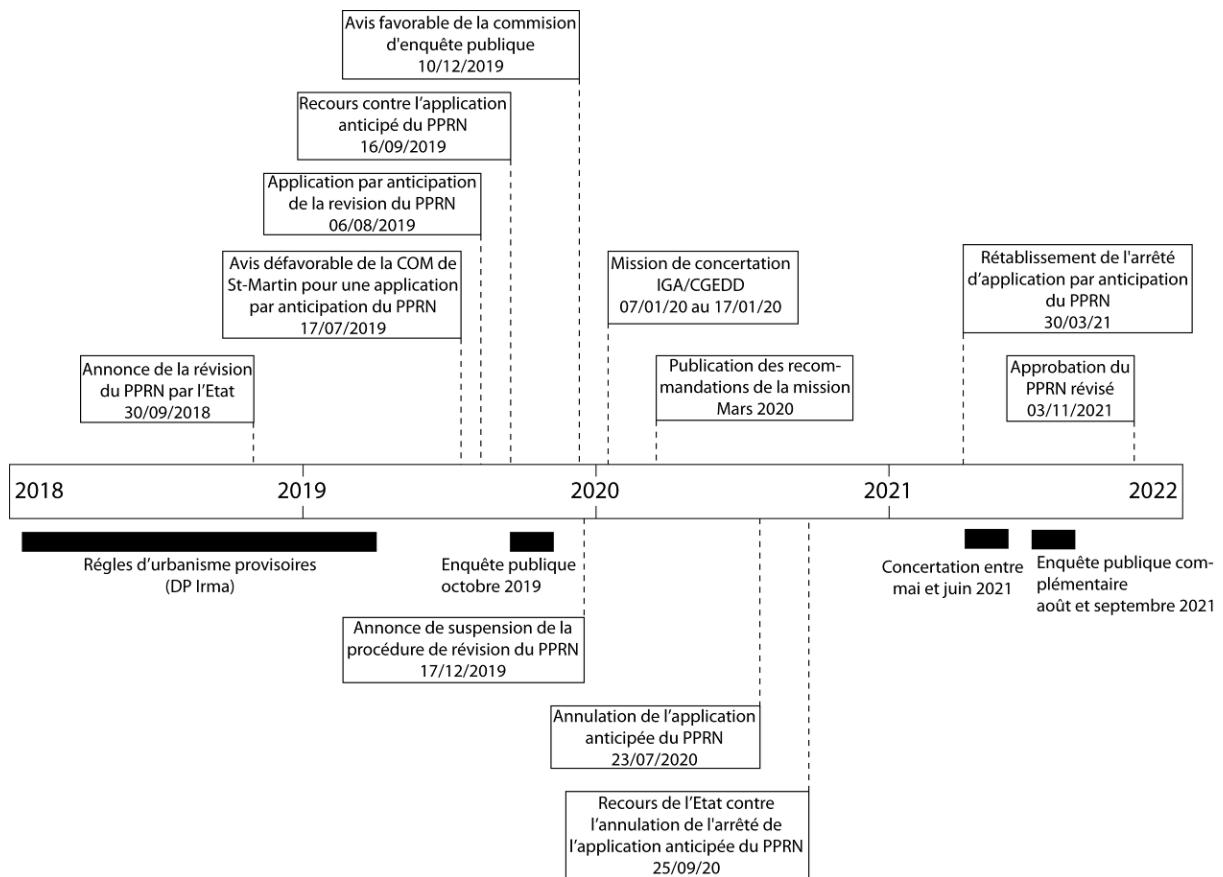 Avis favorable de la commision
d'enquête publique
10/12/2019
Recours contre l’application
anticipé du PPRN
16/09/2019
Application par anticipation
de la revision du PPRN
06/08/2019
Avis défavorable de la COM de
St-Martin pour une application
par anticipation du PPRN
17/07/2019
Annonce de la révision
du PPRN par l’Etat
30/09/2018
Mission de concertation
IGA/CGEDD
07/01/20 au 17/01/20
Publication des recom-
mandations de la mission
Mars 2020
Rétablissement de l'arrêté
d’application par anticipation
du PPRN
30/03/21
Approbation du
PPRN révisé
03/11/2021
2018 2019 2020 2021 2022
Régles d’urbanisme provisoires
(DP Irma)
Enquête publique
octobre 2019
Concertation entre
mai et juin 2021
Enquête publique com-
plémentaire
août et septembre 2021
Annonce de suspension de la
procédure de révision du PPRN
17/12/2019
Annulation de l’application
anticipée du PPRN
23/07/2020
Recours de l’Etat contre
l’annulation de l'arrêté de
l’application anticipée du PPRN
25/09/20